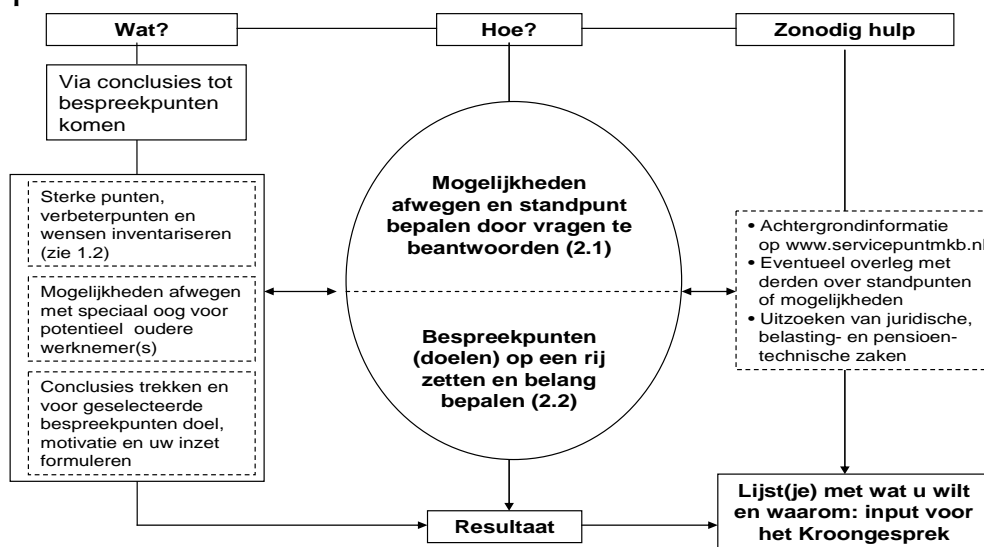 Wat?
Hoe?
Zonodig hulp
Via conclusies tot
bespreekpunten
komen
Sterke punten,
verbeterpunten en
wensen inventariseren
(zie 1.2)
Mogelijkheden afwegen
met speciaal oog voor
potentieel oudere
werknemer(s)
Conclusies trekken en
voor geselecteerde
bespreekpunten doel,
motivatie en uw inzet
formuleren
Mogelijkheden
afwegen en standpunt
bepalen door vragen te
beantwoorden (2.1)
Bespreekpunten
(doelen) op een rij
zetten en belang
bepalen (2.2)
• Achtergrondinformatie
op www.servicepuntmkb.nl
• Eventueel overleg met
derden over standpunten
of mogelijkheden
• Uitzoeken van juridische,
belasting- en pensioen-
technische zaken
Resultaat
Lijst(je) met wat u wilt
en waarom: input voor
het Kroongesprek